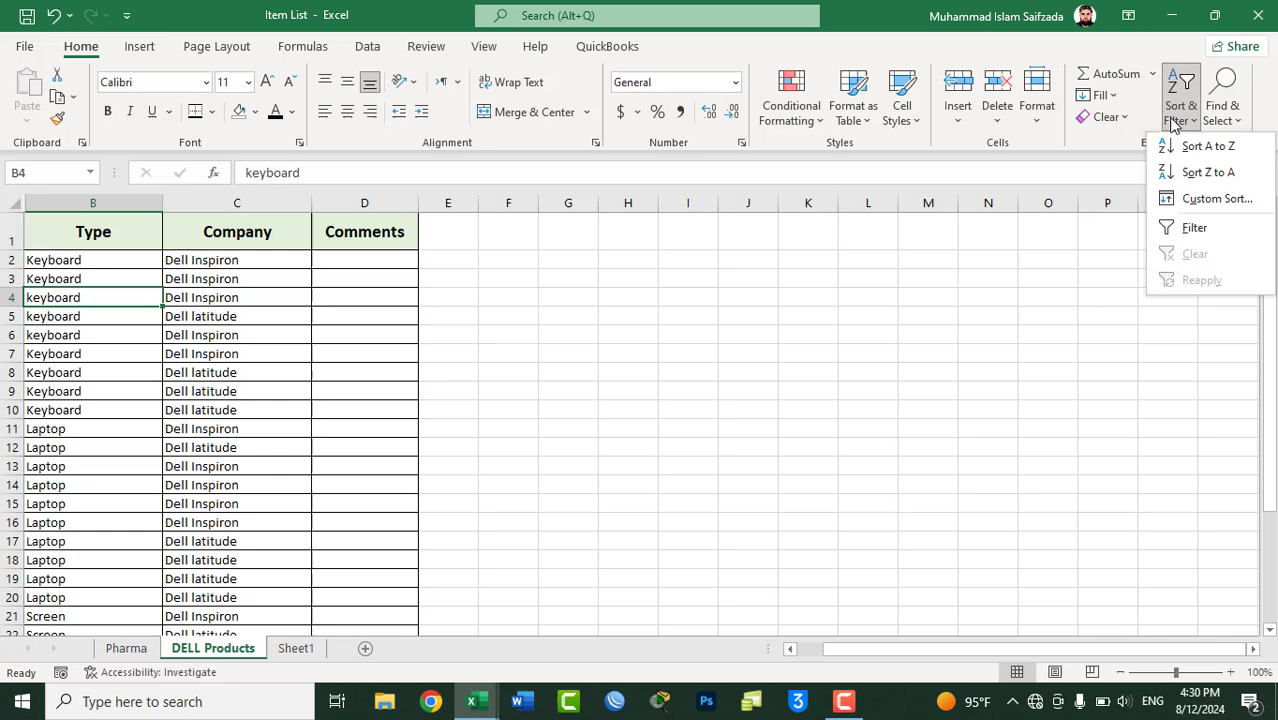 Item List - Excel
Search (Alt+Q)
Muhammad Islam Saifzada
File Home Insert Page Layout Formulas Data Review View Help QuickBooks Share
Paste
Calibri 11
B I U
Wrap Text
Merge & Center
General
$ % 
Conditional Formatting
Format as Table
Cell Styles
Insert
Delete
Format
AutoSum
Fill
Clear
Sort & Filter
Find & Select
Clipboard Font Alignment Number Styles Cells
Sort A to Z
Sort Z to A
Custom Sort...
Filter
Clear
Reapply
B4 fx keyboard
B C D E F G H I J K L M N O P
1 Type Company Comments
2 Keyboard Dell Inspiron
3 Keyboard Dell Inspiron
4 keyboard Dell Inspiron
5 keyboard Dell latitude
6 keyboard Dell Inspiron
7 Keyboard Dell Inspiron
8 Keyboard Dell latitude
9 Keyboard Dell latitude
10 Keyboard Dell latitude
11 Laptop Dell Inspiron
12 Laptop Dell latitude
13 Laptop Dell Inspiron
14 Laptop Dell Inspiron
15 Laptop Dell Inspiron
16 Laptop Dell Inspiron
17 Laptop Dell latitude
18 Laptop Dell latitude
19 Laptop Dell latitude
20 Laptop Dell latitude
21 Screen Dell Inspiron
22 Screen Dell latitude
Pharma DELL Products Sheet1
Ready Accessibility: Investigate 100%
Type here to search
95°F
ENG
4:30 PM
8/12/2024
2